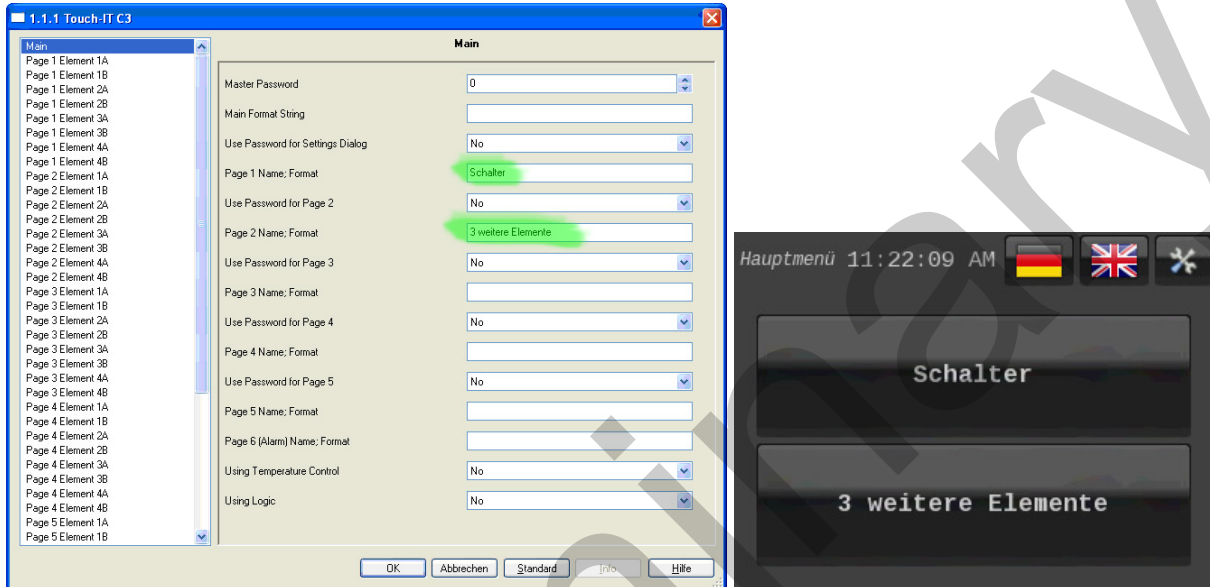 1.1.1 Touch-IT C3
Main
Page 1 Element 1A
Page 1 Element 1B
Page 1 Element 2A
Page 1 Element 2B
Page 1 Element 3A
Page 1 Element 3B
Page 1 Element 4A
Page 1 Element 4B
Page 2 Element 1A
Page 2 Element 1B
Page 2 Element 2A
Page 2 Element 2B
Page 2 Element 3A
Page 2 Element 3B
Page 2 Element 4A
Page 2 Element 4B
Page 3 Element 1A
Page 3 Element 1B
Page 3 Element 2A
Page 3 Element 2B
Page 3 Element 3A
Page 3 Element 3B
Page 3 Element 4A
Page 3 Element 4B
Page 4 Element 1A
Page 4 Element 1B
Page 4 Element 2A
Page 4 Element 2B
Page 4 Element 3A
Page 4 Element 3B
Page 4 Element 4A
Page 4 Element 4B
Page 5 Element 1A
Page 5 Element 1B
Main
Master Password 0
Main Format String
Use Password for Settings Dialog No
Page 1 Name; Format Schalter
Use Password for Page 2 No
Page 2 Name; Format 3 weitere Elemente
Use Password for Page 3 No
Page 3 Name; Format
Use Password for Page 4 No
Page 4 Name; Format
Use Password for Page 5 No
Page 5 Name; Format
Page 6 (Alarm) Name; Format
Using Temperature Control No
Using Logic No
OK Abbrechen Standard Info Hilfe
Hauptmenü 11:22:09 AM
Schalter
3 weitere Elemente